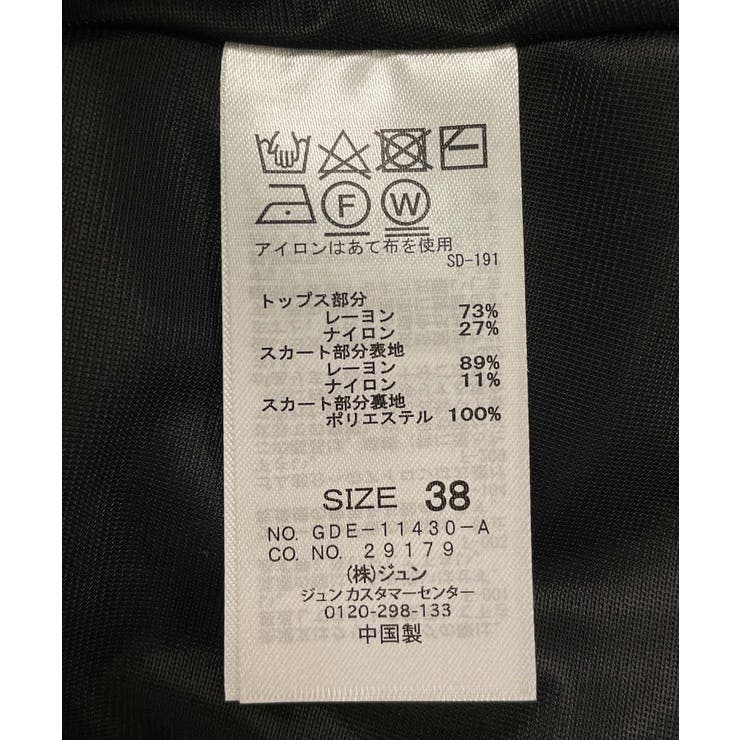 F W
アイロンはあて布を使用
SD-191
トップス部分
レーヨン 73%
ナイロン 27%
スカート部分表地
レーヨン 89%
ナイロン 11%
スカート部分裏地
ポリエステル 100%
SIZE 38
NO. GDE-11430-A
CO. NO. 29179
(株)ジュン
ジュンカスタマーセンター
0120-298-133
中国製